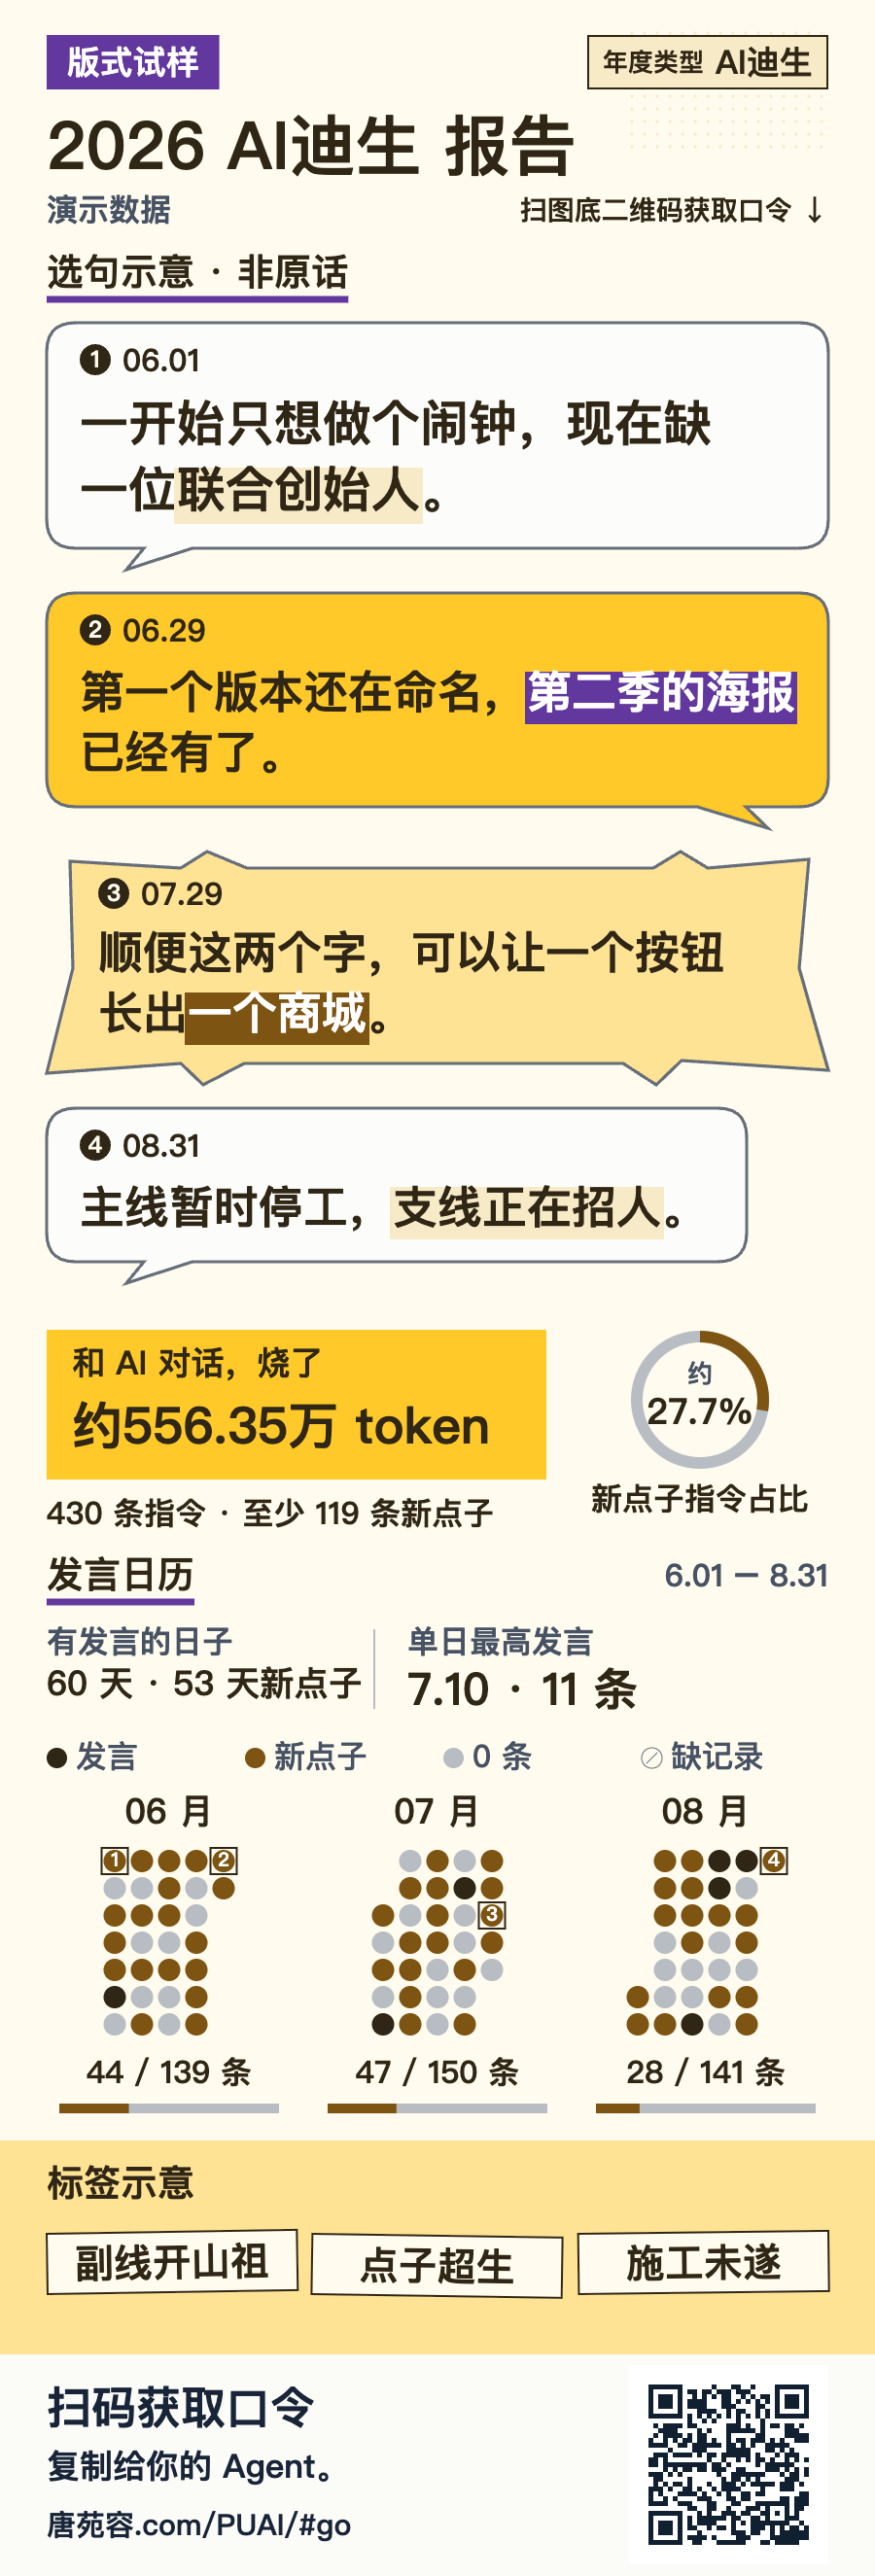 版式试样
年度类型 AI迪生
2026 AI迪生 报告
演示数据
扫图底二维码获取口令 ↓
选句示意 · 非原话
1 06.01
一开始只想做个闹钟，现在缺
一位联合创始人。
2 06.29
第一个版本还在命名，第二季的海报
已经有了。
3 07.29
顺便这两个字，可以让一个按钮
长出一个商城。
4 08.31
主线暂时停工，支线正在招人。
和 AI 对话，烧了
约556.35万 token
430 条指令 · 至少 119 条新点子
约
27.7%
新点子指令占比
发言日历
6.01 — 8.31
有发言的日子
60 天 · 53 天新点子
单日最高发言
7.10 · 11 条
发言
新点子
0 条
缺记录
06 月
07 月
08 月
1
2
3
4
44 / 139 条
47 / 150 条
28 / 141 条
标签示意
副线开山祖
点子超生
施工未遂
扫码获取口令
复制给你的 Agent。
唐苑容.com/PUAI/#go